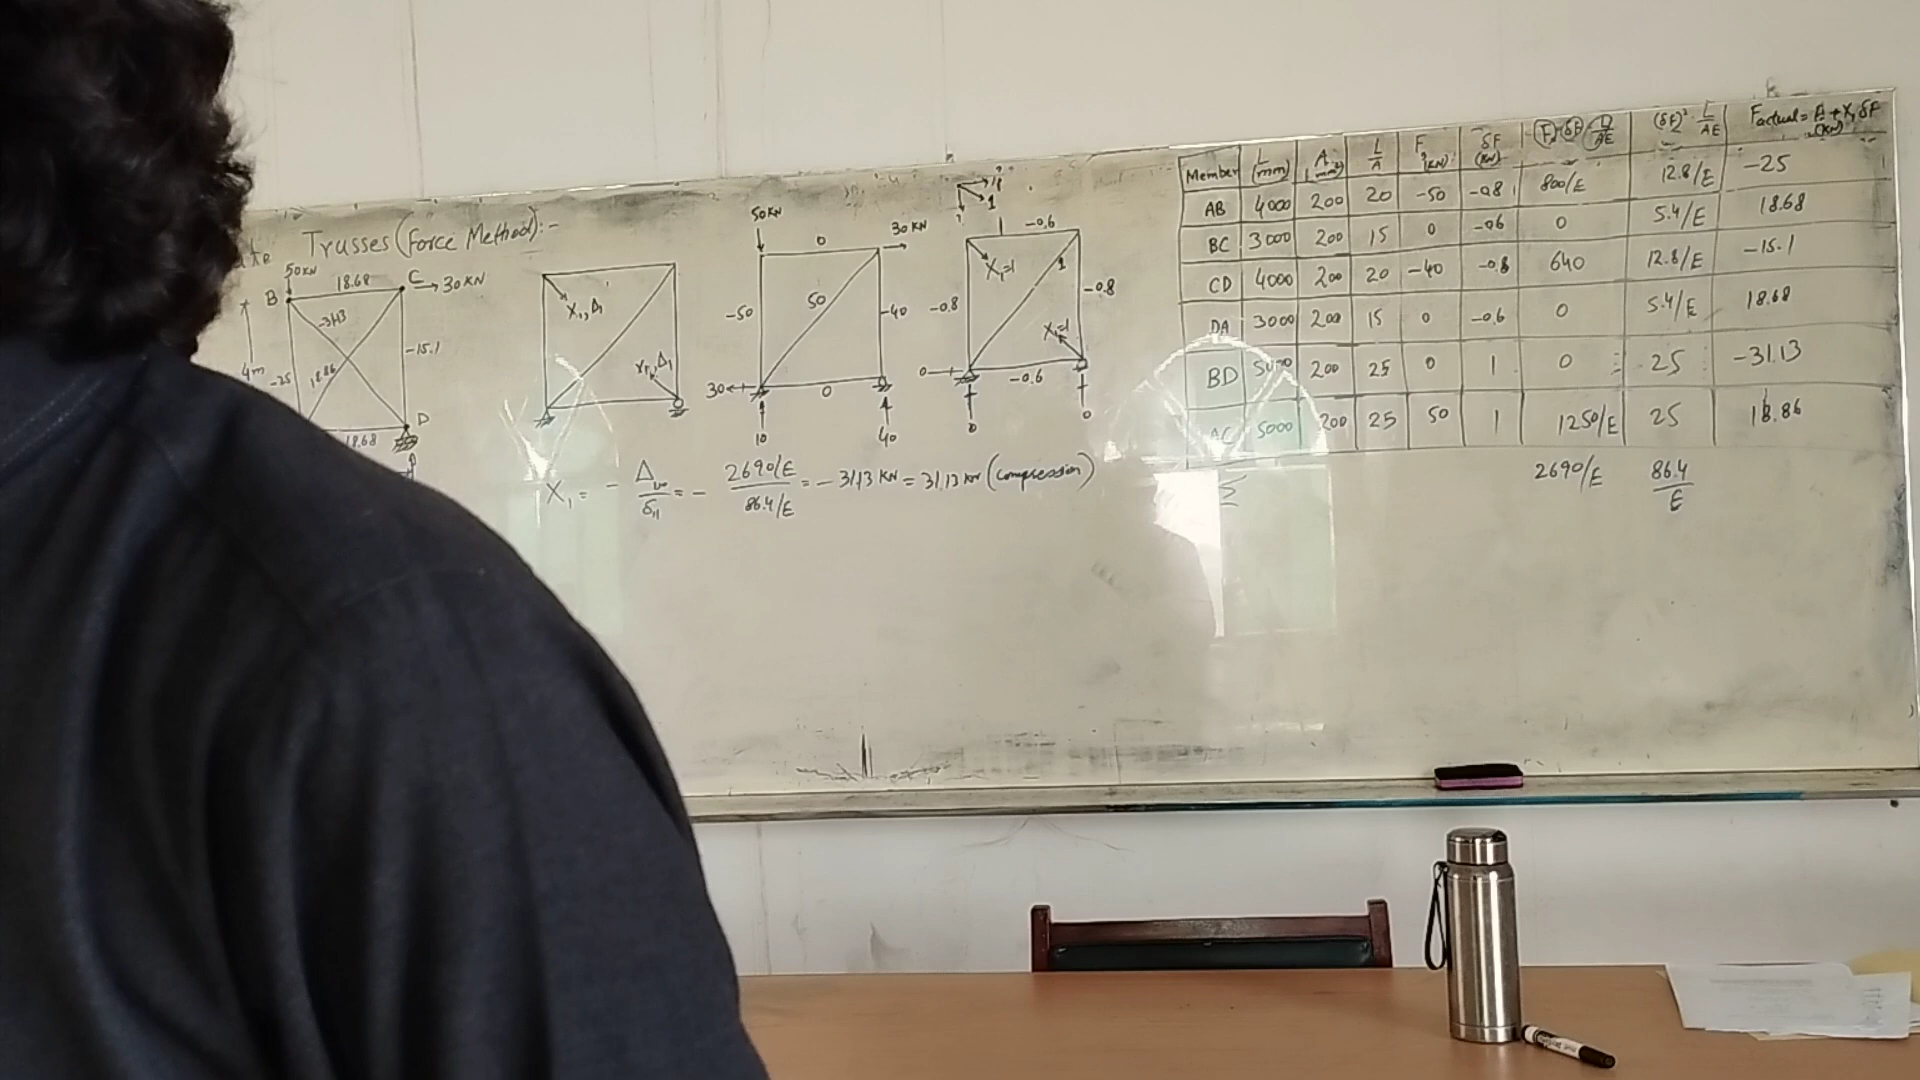 Trusses (Force Method):-
50KN
B
18.68
C
30 KN
-31.13
4m
-25
18.86
-15.1
D
18.68
X1, Δ1
X1, Δ1
50KN
0
30 KN
-50
50
-40
30
0
10
40
1
-0.6
X1=1
1
-0.8
-0.8
X1=1
0
-0.6
0
0
X1 = - Δ10/δ11 = - 2690/E / 86.4/E = - 31.13 KN = 31.13 KN (compression)
Member L (mm) A (mm²) L/A F (KN) δF (KN) F δF L/AE (δF)² L/AE Factual = F + X1 δF (KN)
AB 4000 200 20 -50 -0.8 800/E 12.8/E -25
BC 3000 200 15 0 -0.6 0 5.4/E 18.68
CD 4000 200 20 -40 -0.8 640 12.8/E -15.1
DA 3000 200 15 0 -0.6 0 5.4/E 18.68
BD 5000 200 25 0 1 0 25 -31.13
AC 5000 200 25 50 1 1250/E 25 18.86
Σ 2690/E 86.4/E